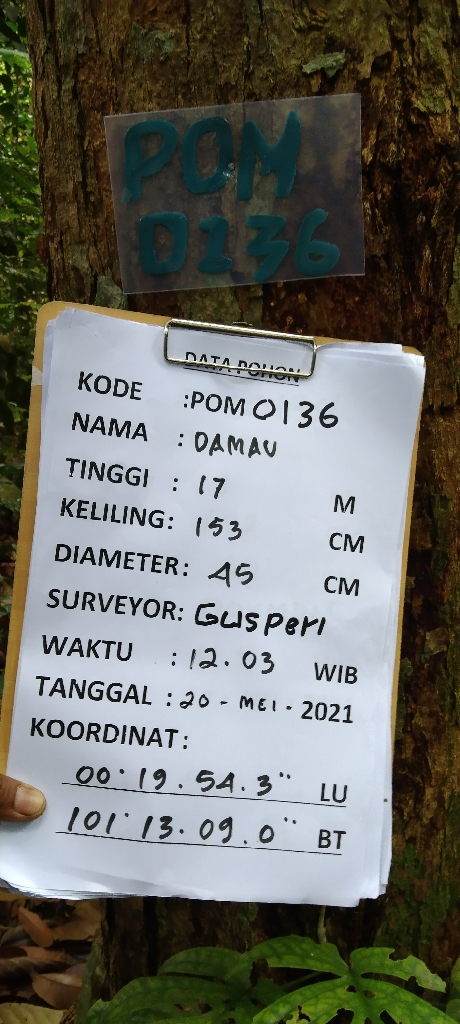 POM
0136
DATA POHON
KODE :POM 0136
NAMA : DAMAU
TINGGI : 17 M
KELILING: 153 CM
DIAMETER: 45 CM
SURVEYOR: Gusperi
WAKTU : 12.03 WIB
TANGGAL : 20 - MEI - 2021
KOORDINAT:
00° 19. 54. 3" LU
101° 13. 09. 0" BT